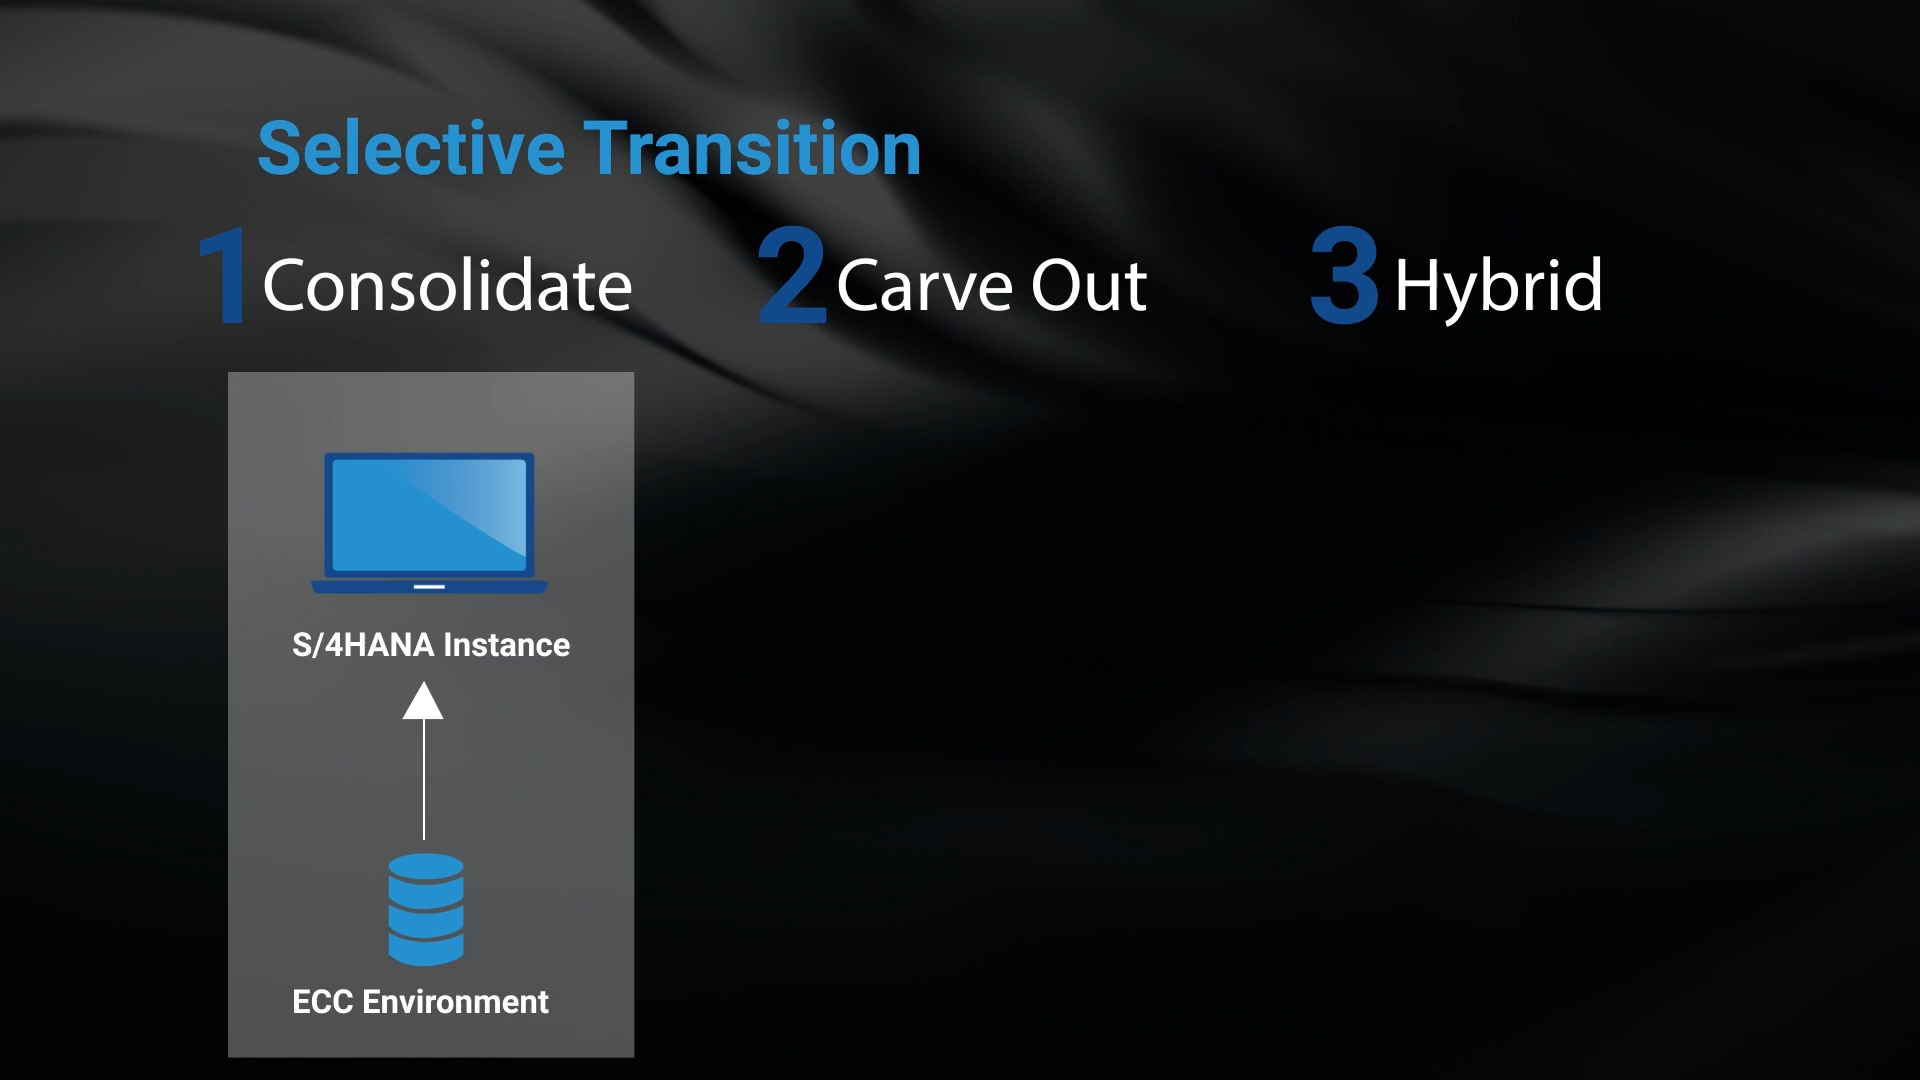 Selective Transition
1 Consolidate
2 Carve Out
3 Hybrid
S/4HANA Instance
ECC Environment